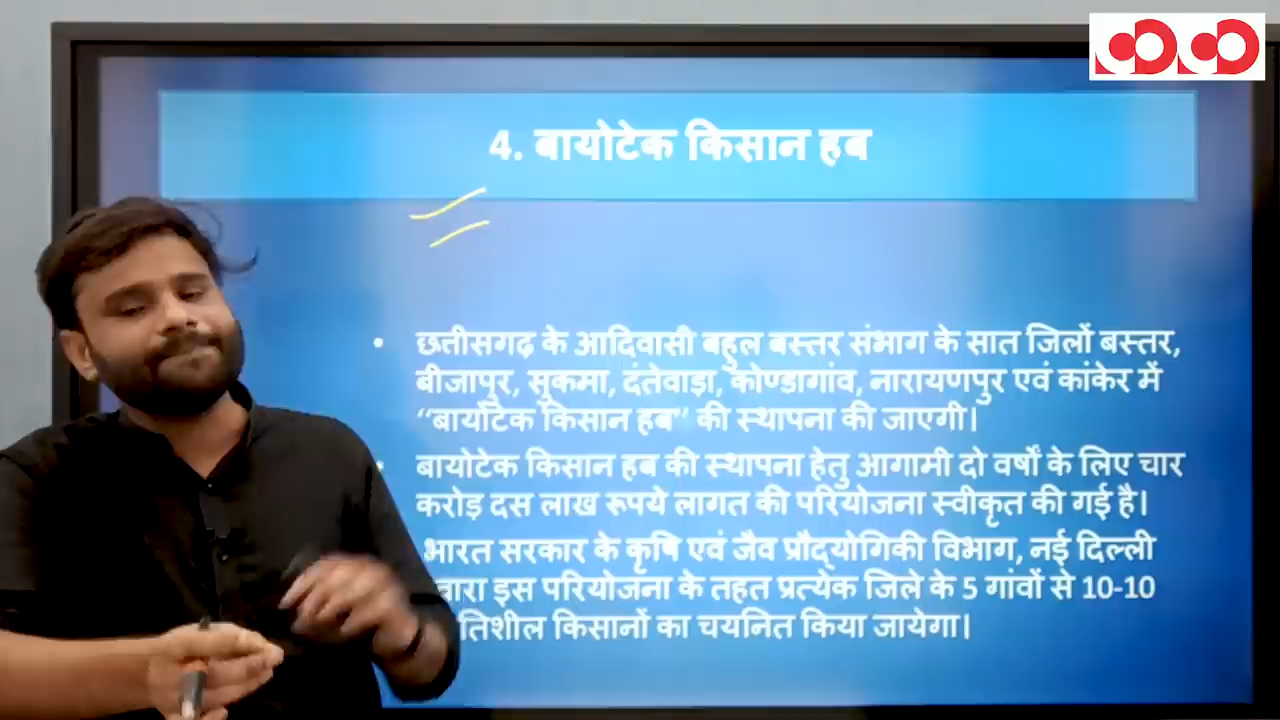 4. बायोटेक किसान हब
• छत्तीसगढ़ के आदिवासी बहुल बस्तर संभाग के सात जिलों बस्तर,
बीजापुर, सूकमा, दंतेवाड़ा, कोण्डागांव, नारायणपुर एवं कांकेर में
“बायोटेक किसान हब” की स्थापना की जाएगी।
बायोटेक किसान हब की स्थापना हेतु आगामी दो वर्षों के लिए चार
करोड़ दस लाख रूपये लागत की परियोजना स्वीकृत की गई है।
भारत सरकार के कृषि एवं जैव प्रौद्योगिकी विभाग, नई दिल्ली
इस परियोजना के तहत प्रत्येक जिले के 5 गांवों से 10-10
किसानों का चयनित किया जायेगा।